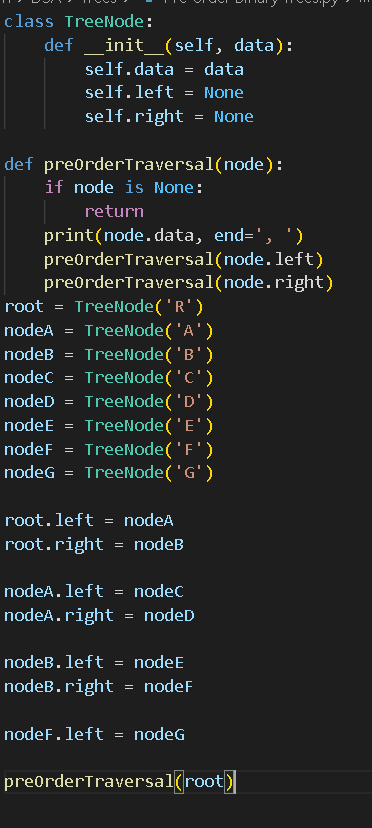 DSA > Trees > Pre-order Binary Trees.py >
class TreeNode:
    def __init__(self, data):
        self.data = data
        self.left = None
        self.right = None

def preOrderTraversal(node):
    if node is None:
        return
    print(node.data, end=', ')
    preOrderTraversal(node.left)
    preOrderTraversal(node.right)
root = TreeNode('R')
nodeA = TreeNode('A')
nodeB = TreeNode('B')
nodeC = TreeNode('C')
nodeD = TreeNode('D')
nodeE = TreeNode('E')
nodeF = TreeNode('F')
nodeG = TreeNode('G')

root.left = nodeA
root.right = nodeB

nodeA.left = nodeC
nodeA.right = nodeD

nodeB.left = nodeE
nodeB.right = nodeF

nodeF.left = nodeG

preOrderTraversal(root)